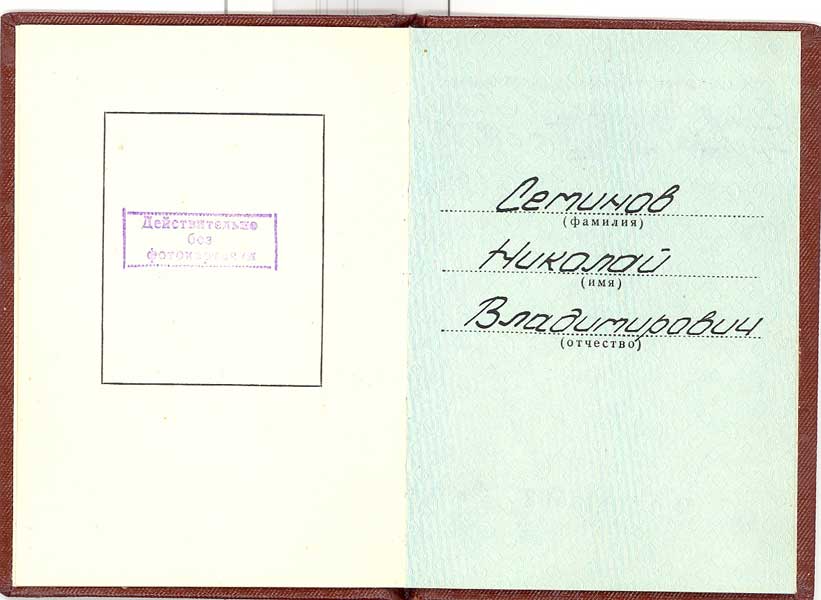 Действительно
без
фотокарточки
Семинов
(фамилия)
Николай
(имя)
Владимирович
(отчество)